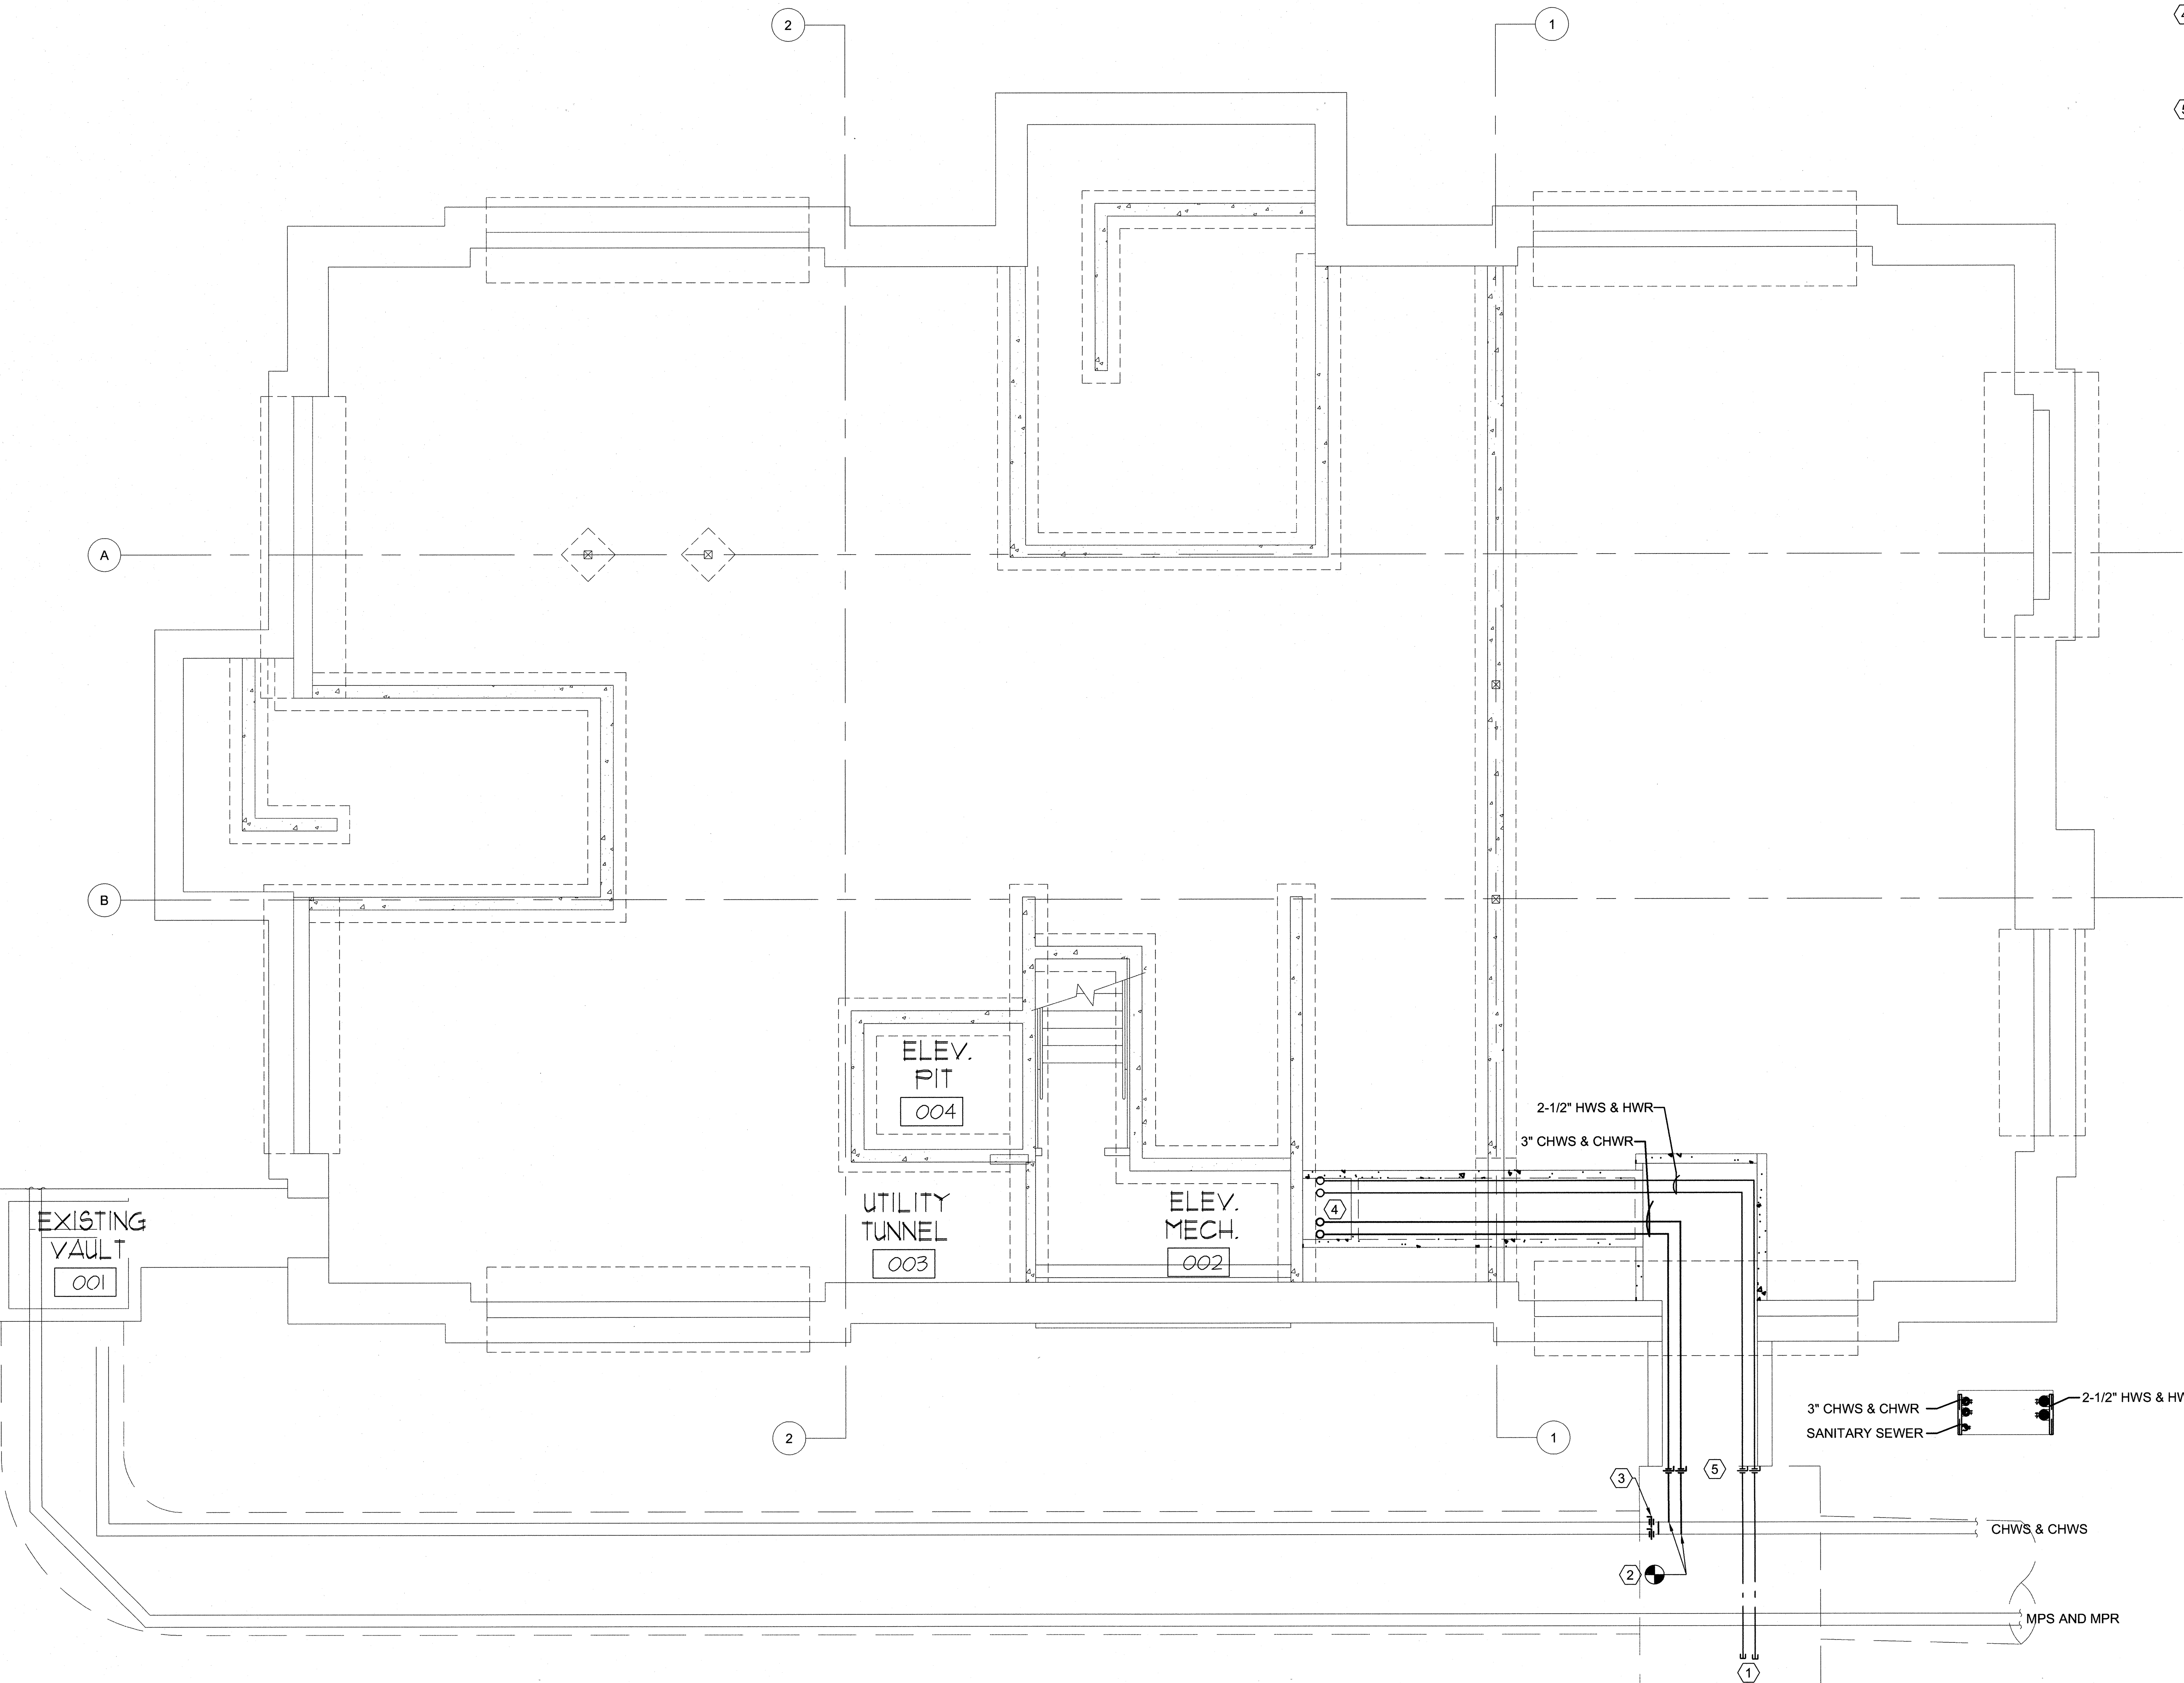 2
1
4
5
A
B
ELEV.
PIT
004
2-1/2" HWS & HWR
3" CHWS & CHWR
UTILITY
TUNNEL
003
ELEV.
MECH.
002
4
EXISTING
VAULT
001
2-1/2" HWS & HW
3" CHWS & CHWR
SANITARY SEWER
2
1
3
5
CHWS & CHWS
2
MPS AND MPR
1